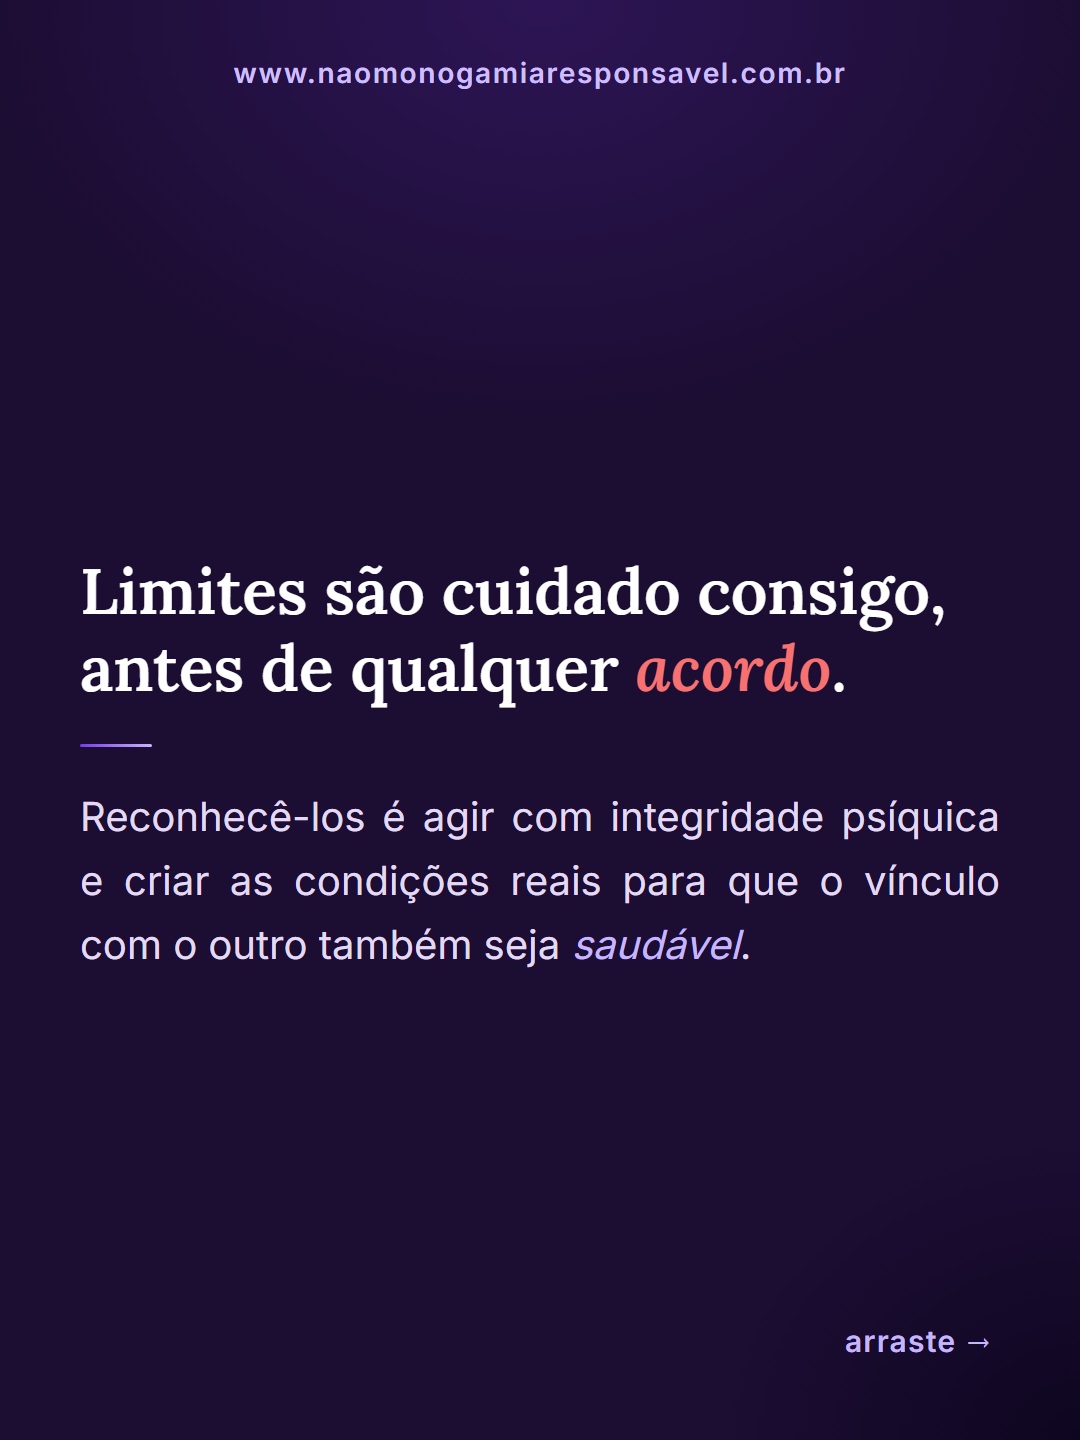 www.naomonogamiaresponsavel.com.br
Limites são cuidado consigo,
antes de qualquer acordo.
Reconhecê-los é agir com integridade psíquica
e criar as condições reais para que o vínculo
com o outro também seja saudável.
arraste →